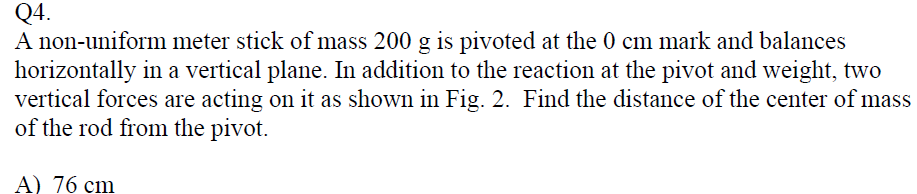 Q4.
A non-uniform meter stick of mass 200 g is pivoted at the 0 cm mark and balances
horizontally in a vertical plane. In addition to the reaction at the pivot and weight, two
vertical forces are acting on it as shown in Fig. 2.  Find the distance of the center of mass
of the rod from the pivot.
A)  76 cm